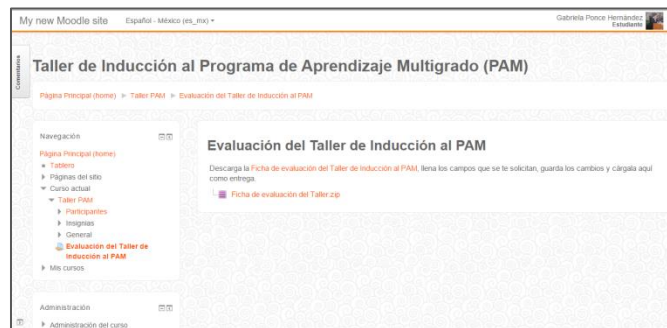 My new Moodle site Español - México (es_mx)
Gabriela Ponce Hernández
Estudiante
Comentarios
Taller de Inducción al Programa de Aprendizaje Multigrado (PAM)
Página Principal (home) Taller PAM Evaluación del Taller de Inducción al PAM
Navegación
Página Principal (home)
Tablero
Páginas del sitio
Curso actual
Taller PAM
Participantes
Insignias
General
Evaluación del Taller de
Inducción al PAM
Mis cursos
Administración
Administración del curso
Evaluación del Taller de Inducción al PAM
Descarga la Ficha de evaluación del Taller de Inducción al PAM, llena los campos que se te solicitan, guarda los cambios y cárgala aquí
como entrega.
Ficha de evaluación del Taller.zip